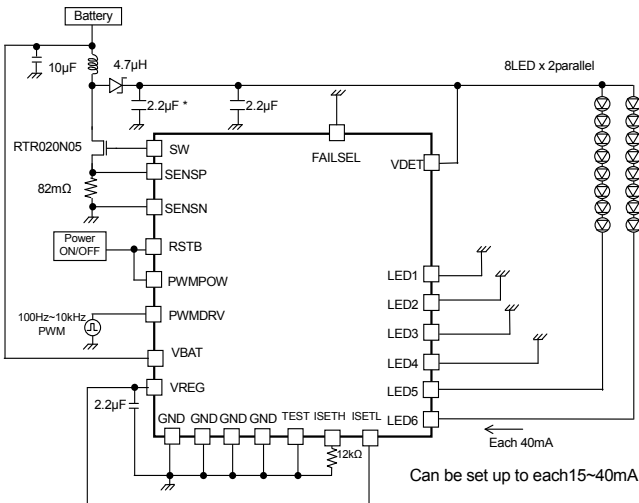 Battery
10µF
4.7µH
8LED x 2parallel
2.2µF *
2.2µF
RTR020N05
SW
FAILSEL
VDET
SENSP
82mΩ
SENSN
Power
ON/OFF
RSTB
PWMPOW
LED1
LED2
100Hz~10kHz
PWM
PWMDRV
LED3
VBAT
LED4
VREG
LED5
2.2µF
GND
GND
GND
GND
TEST
ISETH
ISETL
LED6
12kΩ
Each 40mA
Can be set up to each15~40mA